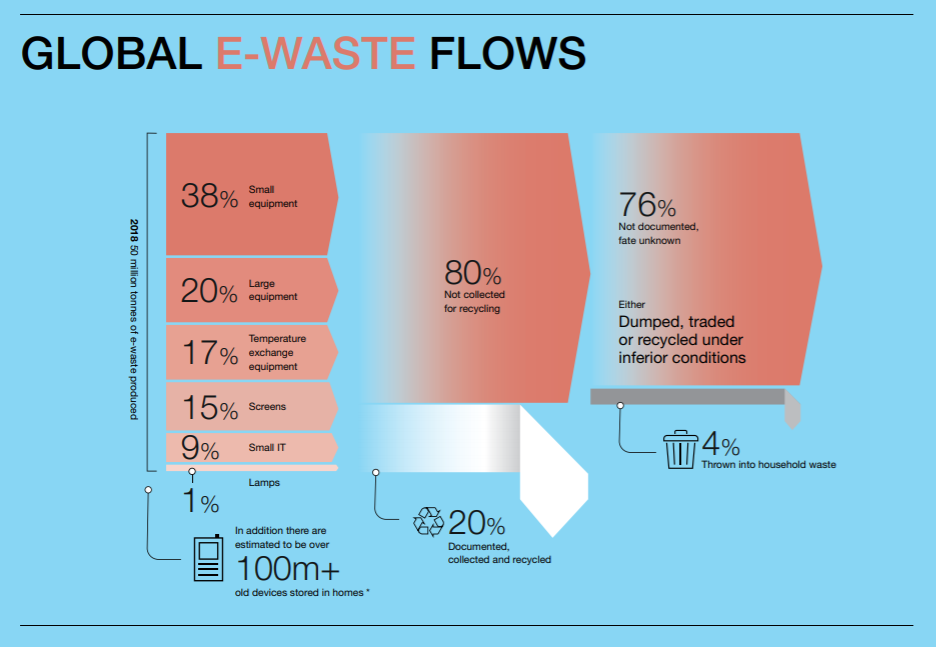 GLOBAL E-WASTE FLOWS
2018 50 million tonnes of e-waste produced
38% Small
equipment
20% Large
equipment
17% Temperature
exchange
equipment
15% Screens
9% Small IT
1% Lamps
In addition there are
estimated to be over
100m+
old devices stored in homes *
80%
Not collected
for recycling
20%
Documented,
collected and recycled
76%
Not documented,
fate unknown
Either
Dumped, traded
or recycled under
inferior conditions
4%
Thrown into household waste